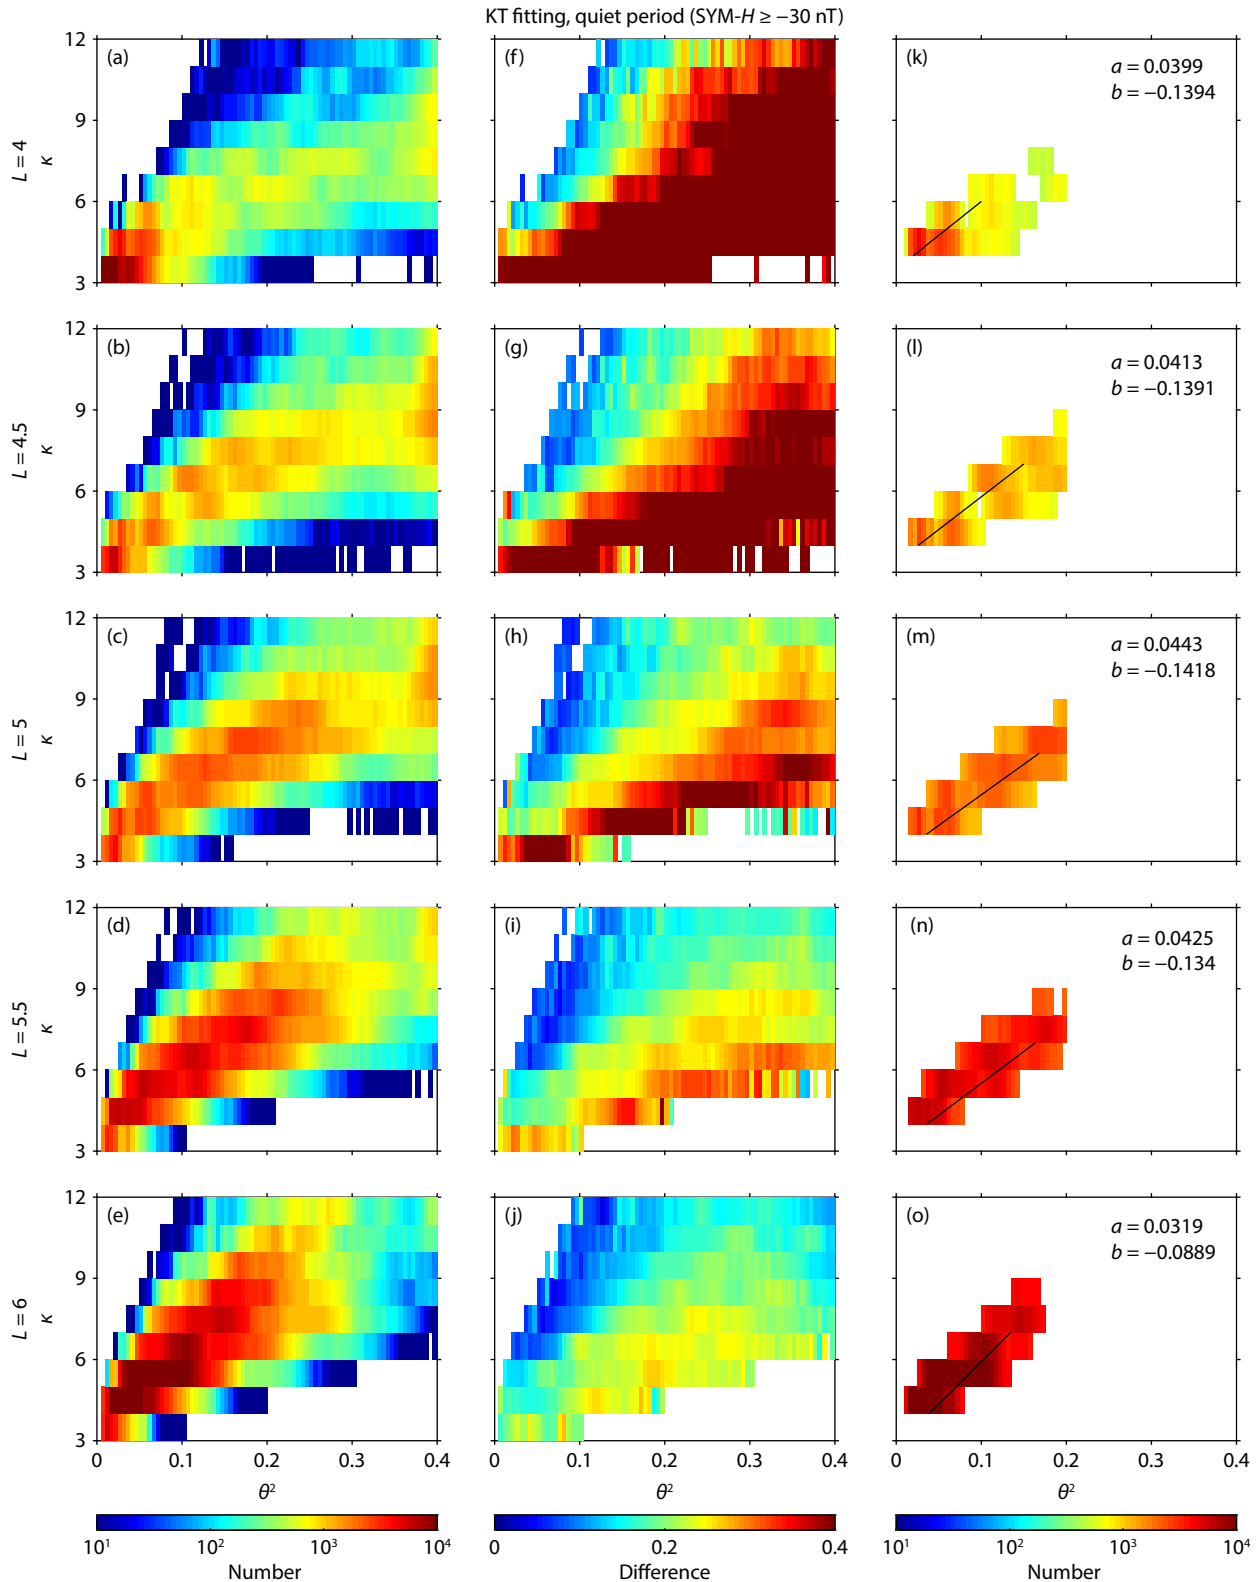 KT fitting, quiet period (SYM-H ≥ −30 nT)
12
9
6
3
L = 4
κ
(a)
(f)
(k)
a = 0.0399
b = −0.1394
12
9
6
3
L = 4.5
κ
(b)
(g)
(l)
a = 0.0413
b = −0.1391
12
9
6
3
L = 5
κ
(c)
(h)
(m)
a = 0.0443
b = −0.1418
12
9
6
3
L = 5.5
κ
(d)
(i)
(n)
a = 0.0425
b = −0.134
12
9
6
3
L = 6
κ
(e)
(j)
(o)
a = 0.0319
b = −0.0889
0 0.1 0.2 0.3 0.4
0 0.1 0.2 0.3 0.4
0 0.1 0.2 0.3 0.4
θ²
θ²
θ²
10¹ 10² 10³ 10⁴
Number
0 0.2 0.4
Difference
10¹ 10² 10³ 10⁴
Number